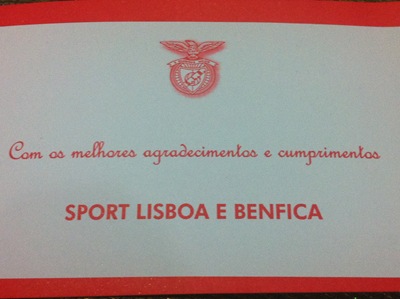 Com os melhores agradecimentos e cumprimentos
SPORT LISBOA E BENFICA